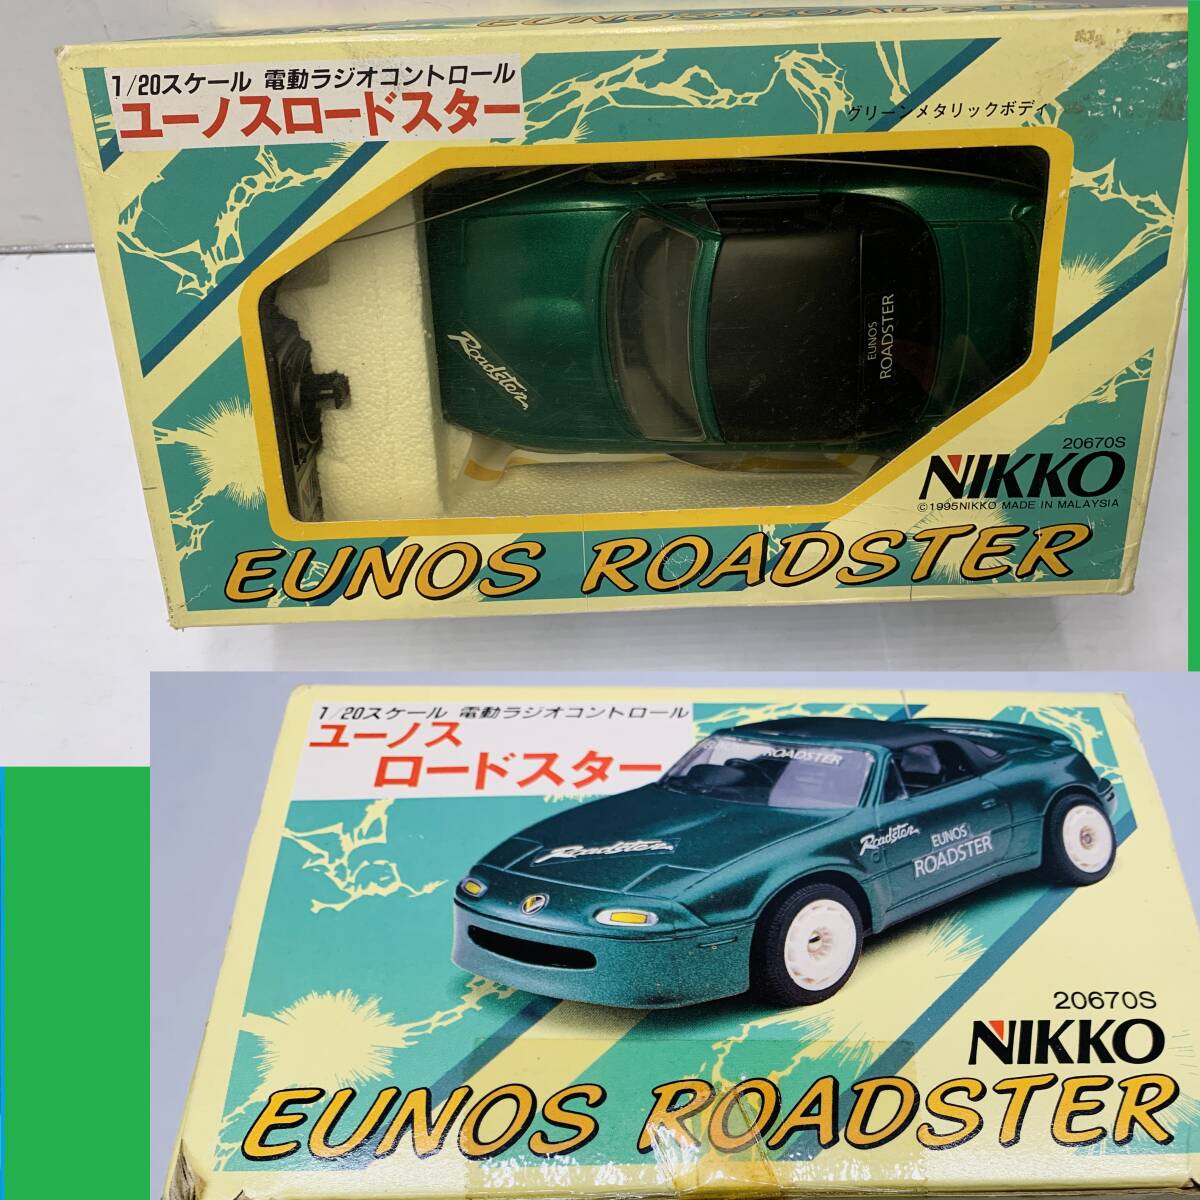 EUNOS ROADSTER
1/20スケール 電動ラジオコントロール
ユーノスロードスター
グリーンメタリックボディ
Roadster
EUNOS
ROADSTER
20670S
NIKKO
©1995NIKKO MADE IN MALAYSIA
EUNOS ROADSTER
1/20スケール 電動ラジオコントロール
ユーノス
ロードスター
ROADSTER
Roadster
Roadster
EUNOS
ROADSTER
20670S
NIKKO
EUNOS ROADSTER